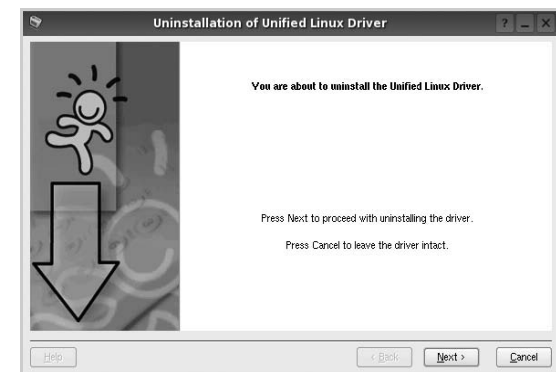 Uninstallation of Unified Linux Driver
You are about to uninstall the Unified Linux Driver.
Press Next to proceed with uninstalling the driver.
Press Cancel to leave the driver intact.
Help
< Back
Next >
Cancel